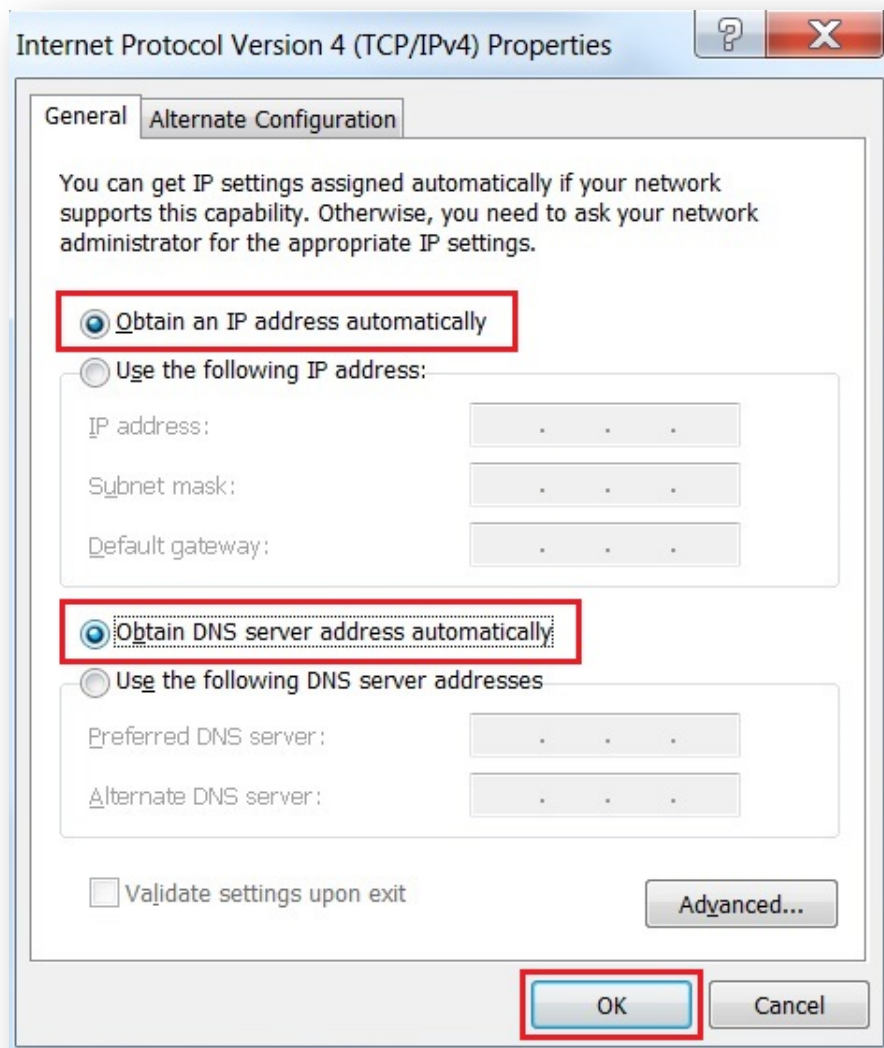 Internet Protocol Version 4 (TCP/IPv4) Properties
General
Alternate Configuration
You can get IP settings assigned automatically if your network
supports this capability. Otherwise, you need to ask your network
administrator for the appropriate IP settings.
Obtain an IP address automatically
Use the following IP address:
IP address:
Subnet mask:
Default gateway:
Obtain DNS server address automatically
Use the following DNS server addresses
Preferred DNS server:
Alternate DNS server:
Validate settings upon exit
Advanced...
OK
Cancel